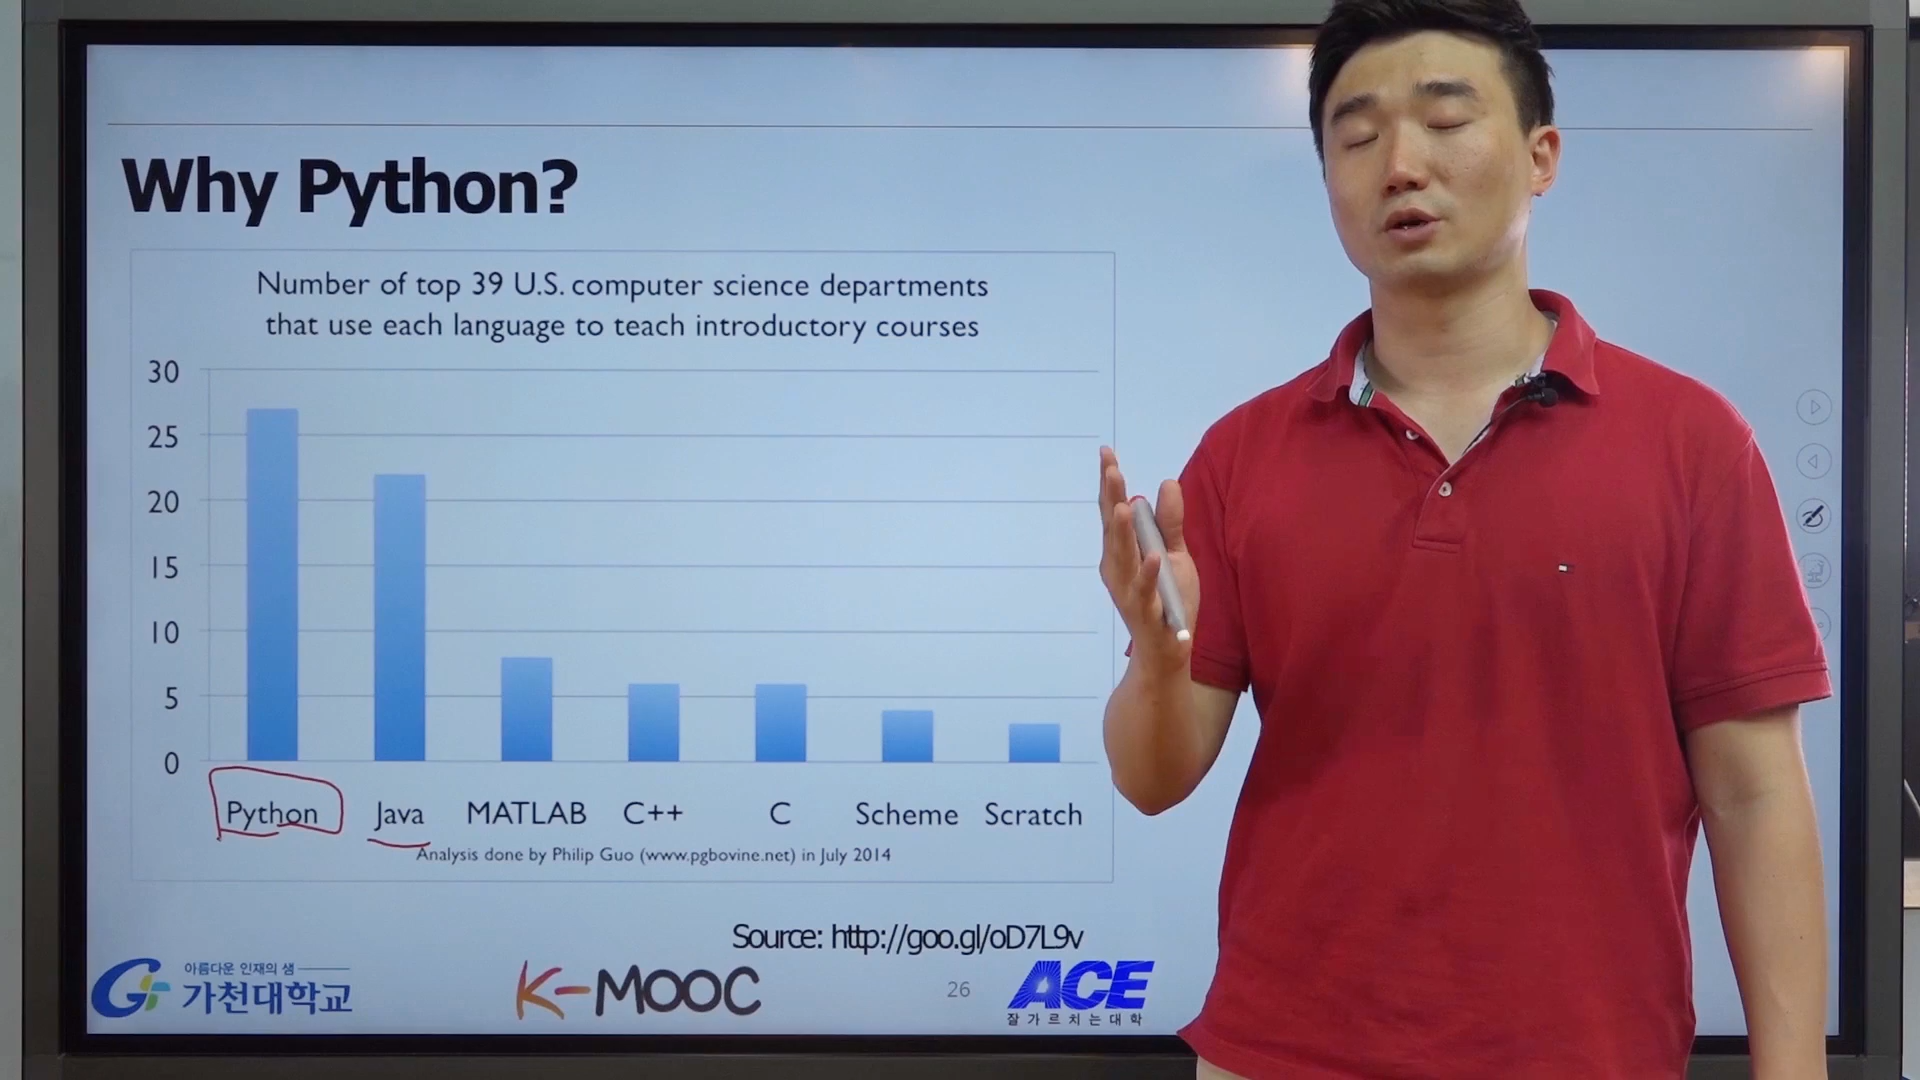 Why Python?
Number of top 39 U.S. computer science departments
that use each language to teach introductory courses
30
25
20
15
10
5
0
Python Java MATLAB C++ C Scheme Scratch
Analysis done by Philip Guo (www.pgbovine.net) in July 2014
Source: http://goo.gl/oD7L9v
아름다운 인재의 샘
가천대학교
K-MOOC
26
ACE
잘가르치는대학